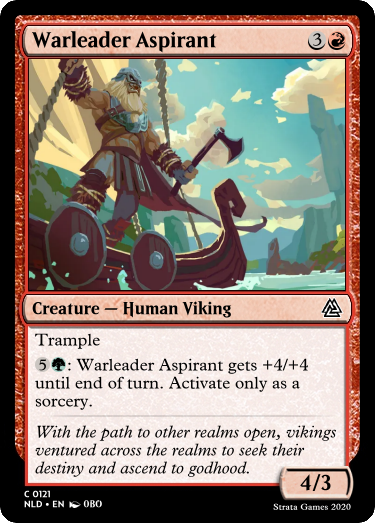 Warleader Aspirant 3
Creature — Human Viking
Trample
5: Warleader Aspirant gets +4/+4
until end of turn. Activate only as a
sorcery.
With the path to other realms open, vikings
ventured across the realms to seek their
destiny and ascend to godhood.
4/3
C 0121
NLD • EN OBO
Strata Games 2020